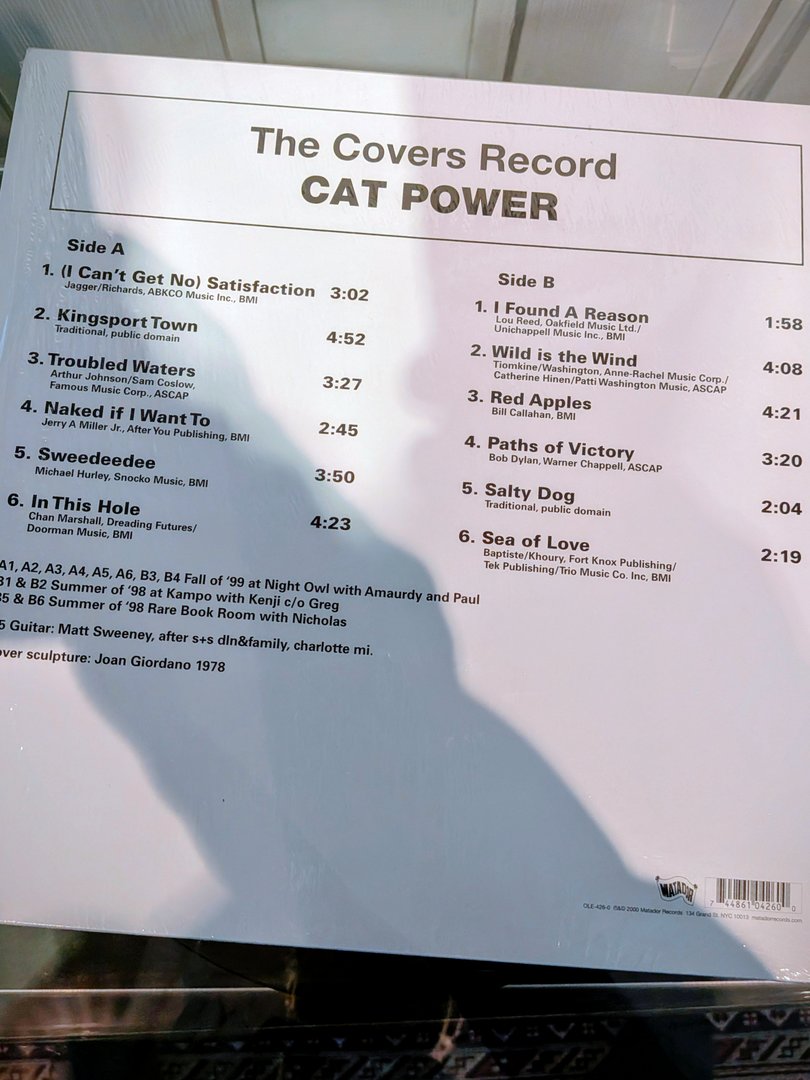 The Covers Record
CAT POWER
Side A
1. (I Can't Get No) Satisfaction 3:02
Jagger/Richards, ABKCO Music Inc., BMI
2. Kingsport Town 4:52
Traditional, public domain
3. Troubled Waters 3:27
Arthur Johnson/Sam Coslow,
Famous Music Corp., ASCAP
4. Naked if I Want To 2:45
Jerry A Miller Jr., After You Publishing, BMI
5. Sweedeedee 3:50
Michael Hurley, Snocko Music, BMI
6. In This Hole 4:23
Chan Marshall, Dreading Futures/
Doorman Music, BMI
Side B
1. I Found A Reason 1:58
Lou Reed, Oakfield Music Ltd./
Unichappell Music Inc., BMI
2. Wild is the Wind 4:08
Tiomkine/Washington, Anne-Rachel Music Corp./
Catherine Hinen/Patti Washington Music, ASCAP
3. Red Apples 4:21
Bill Callahan, BMI
4. Paths of Victory 3:20
Bob Dylan, Warner Chappell, ASCAP
5. Salty Dog 2:04
Traditional, public domain
6. Sea of Love 2:19
Baptiste/Khoury, Fort Knox Publishing/
Tek Publishing/Trio Music Co. Inc, BMI
A1, A2, A3, A4, A5, A6, B3, B4 Fall of '99 at Night Owl with Amaurdy and Paul
B1 & B2 Summer of '98 at Kampo with Kenji c/o Greg
B5 & B6 Summer of '98 Rare Book Room with Nicholas
5 Guitar: Matt Sweeney, after s+s dln&family, charlotte mi.
over sculpture: Joan Giordano 1978
MATADOR
7 44861 04260 0
OLE-426-0 ℗&© 2000 Matador Records 134 Grand St. NYC 10013 matadorrecords.com